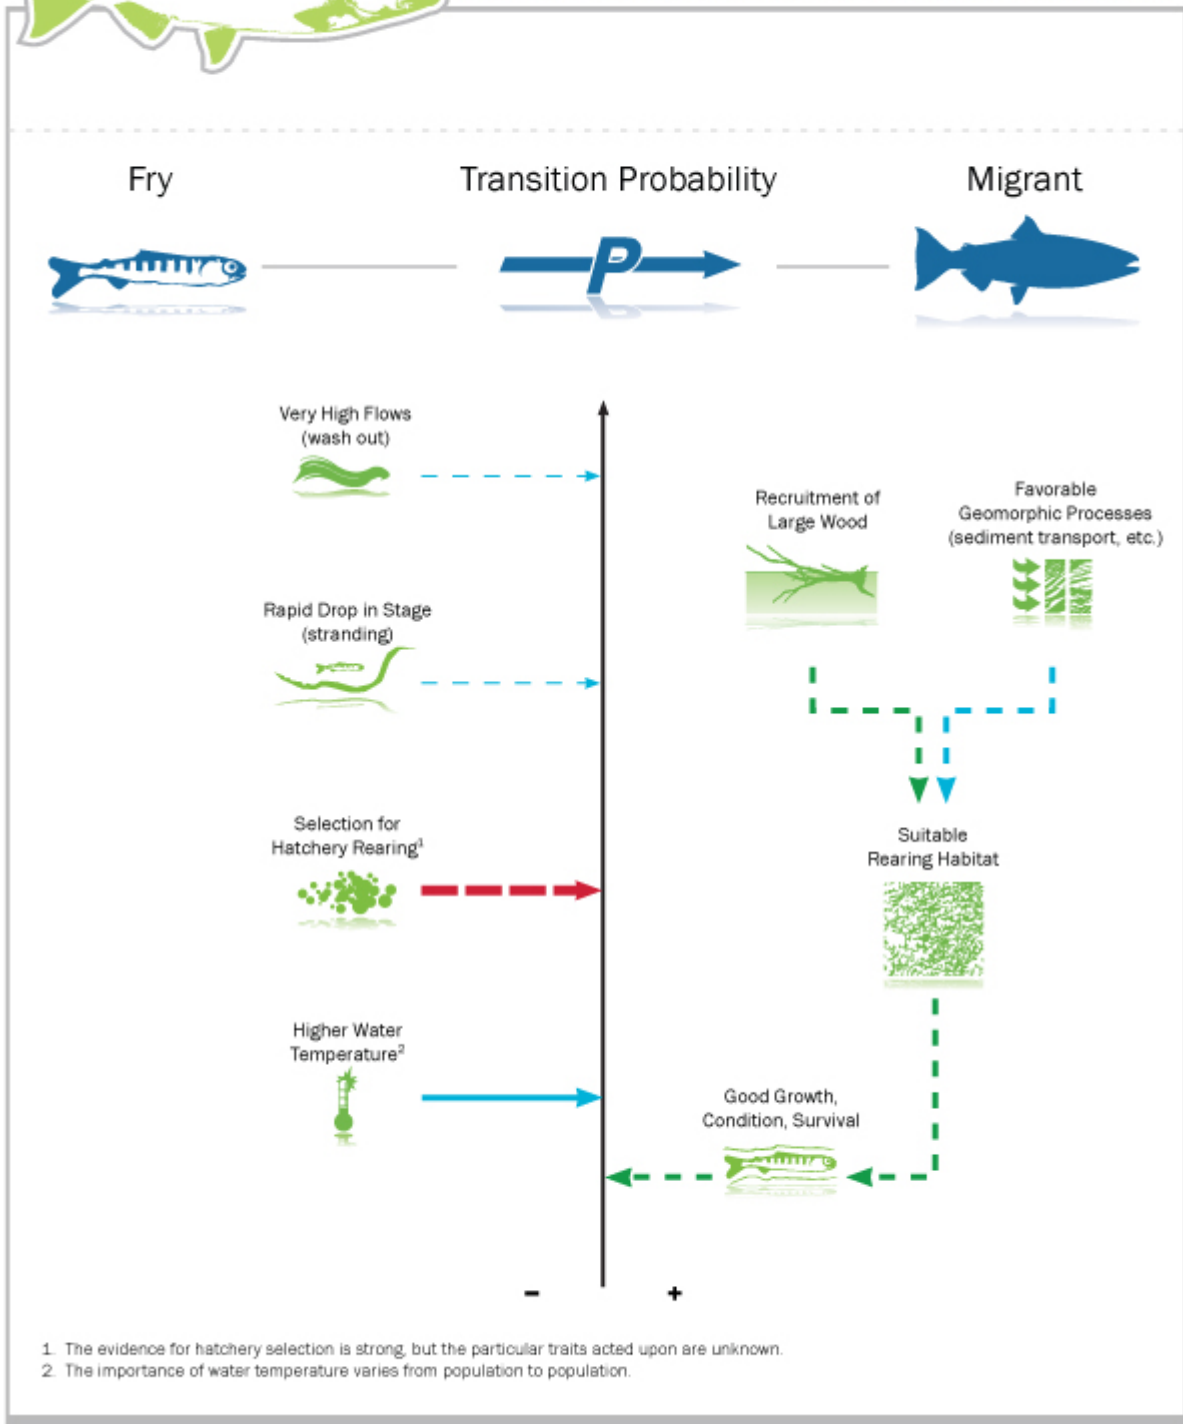 Fry
Transition Probability
Migrant
P
Very High Flows
(wash out)
Recruitment of
Large Wood
Favorable
Geomorphic Processes
(sediment transport, etc.)
Rapid Drop in Stage
(stranding)
Selection for
Hatchery Rearing¹
Suitable
Rearing Habitat
Higher Water
Temperature²
Good Growth,
Condition, Survival
- +
1. The evidence for hatchery selection is strong, but the particular traits acted upon are unknown.
2. The importance of water temperature varies from population to population.